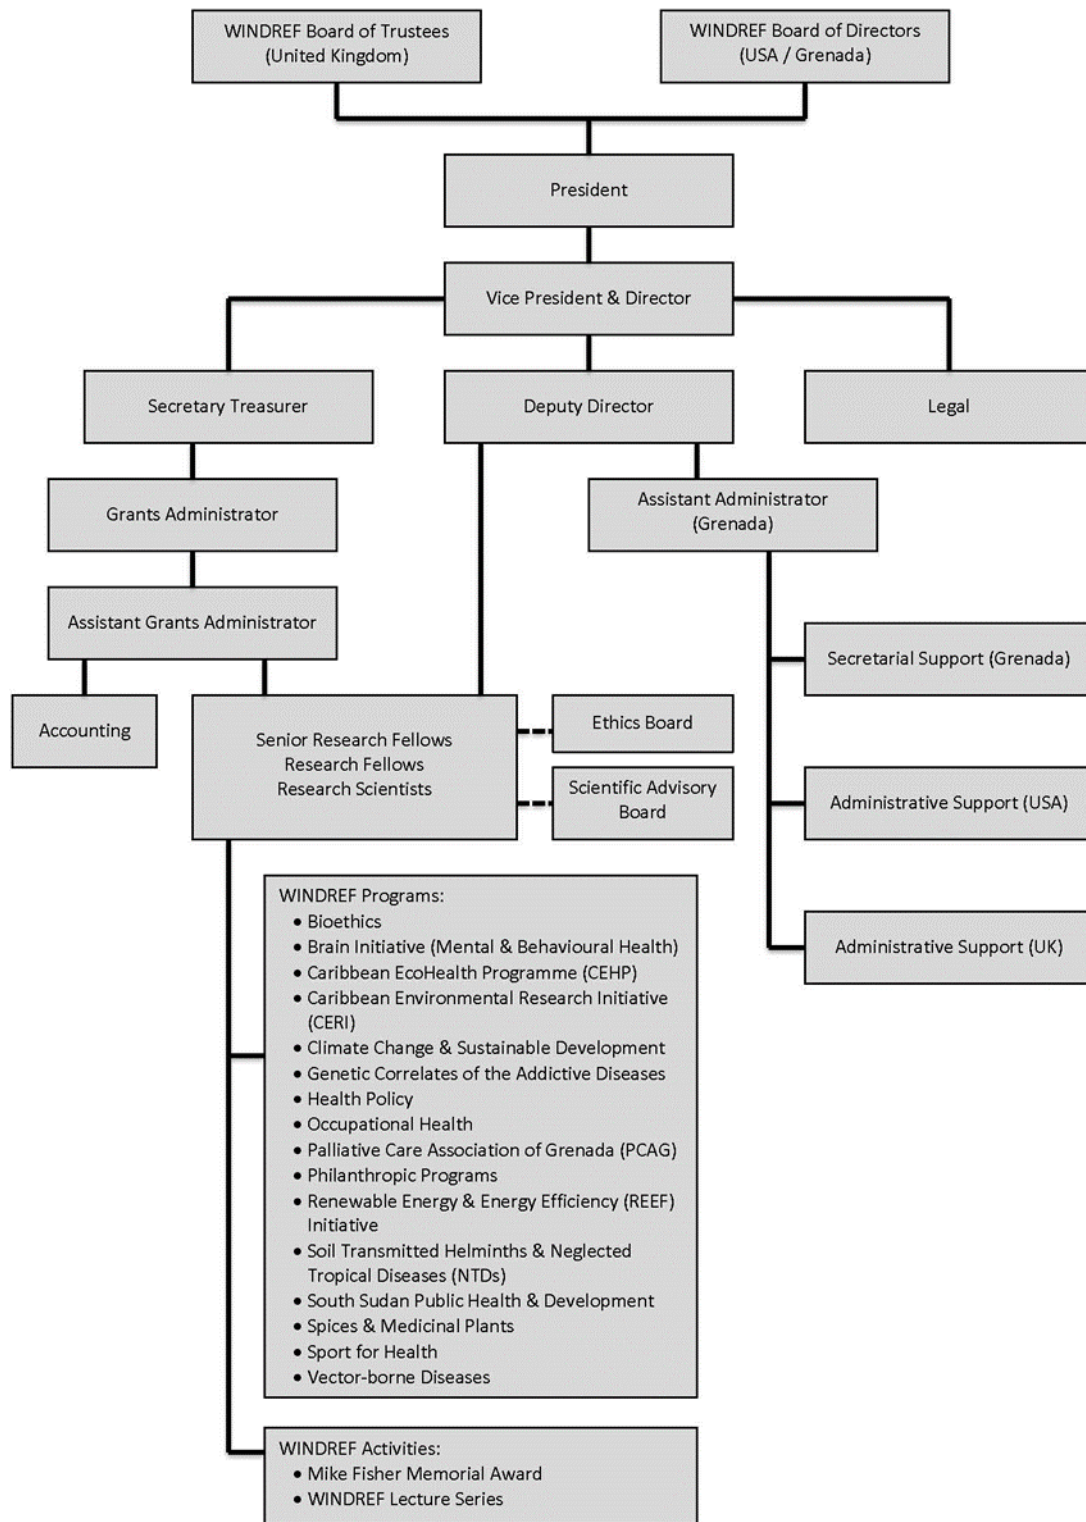 WINDREF Board of Trustees
(United Kingdom)
WINDREF Board of Directors
(USA / Grenada)
President
Vice President & Director
Secretary Treasurer
Deputy Director
Legal
Grants Administrator
Assistant Administrator
(Grenada)
Assistant Grants Administrator
Secretarial Support (Grenada)
Accounting
Senior Research Fellows
Research Fellows
Research Scientists
Ethics Board
Scientific Advisory
Board
Administrative Support (USA)
Administrative Support (UK)
WINDREF Programs:
• Bioethics
• Brain Initiative (Mental & Behavioural Health)
• Caribbean EcoHealth Programme (CEHP)
• Caribbean Environmental Research Initiative
(CERI)
• Climate Change & Sustainable Development
• Genetic Correlates of the Addictive Diseases
• Health Policy
• Occupational Health
• Palliative Care Association of Grenada (PCAG)
• Philanthropic Programs
• Renewable Energy & Energy Efficiency (REEF)
Initiative
• Soil Transmitted Helminths & Neglected
Tropical Diseases (NTDs)
• South Sudan Public Health & Development
• Spices & Medicinal Plants
• Sport for Health
• Vector-borne Diseases
WINDREF Activities:
• Mike Fisher Memorial Award
• WINDREF Lecture Series